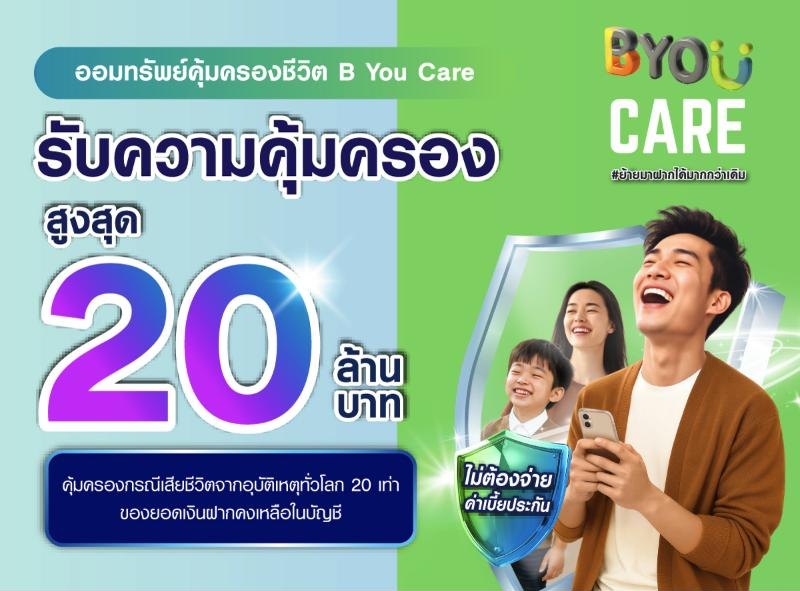 ออมทรัพย์คุ้มครองชีวิต B You Care
รับความคุ้มครอง
สูงสุด
20
ล้าน
บาท
คุ้มครองกรณีเสียชีวิตจากอุบัติเหตุทั่วโลก 20 เท่า
ของยอดเงินฝากคงเหลือในบัญชี
BYOU
CARE
#ย้ายมาฝากได้มากกว่าเดิม
ไม่ต้องจ่าย
ค่าเบี้ยประกัน